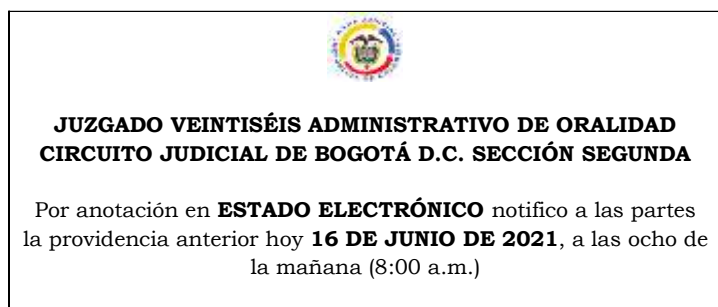 JUZGADO VEINTISÉIS ADMINISTRATIVO DE ORALIDAD
CIRCUITO JUDICIAL DE BOGOTÁ D.C. SECCIÓN SEGUNDA
Por anotación en ESTADO ELECTRÓNICO notifico a las partes
la providencia anterior hoy 16 DE JUNIO DE 2021, a las ocho de
la mañana (8:00 a.m.)